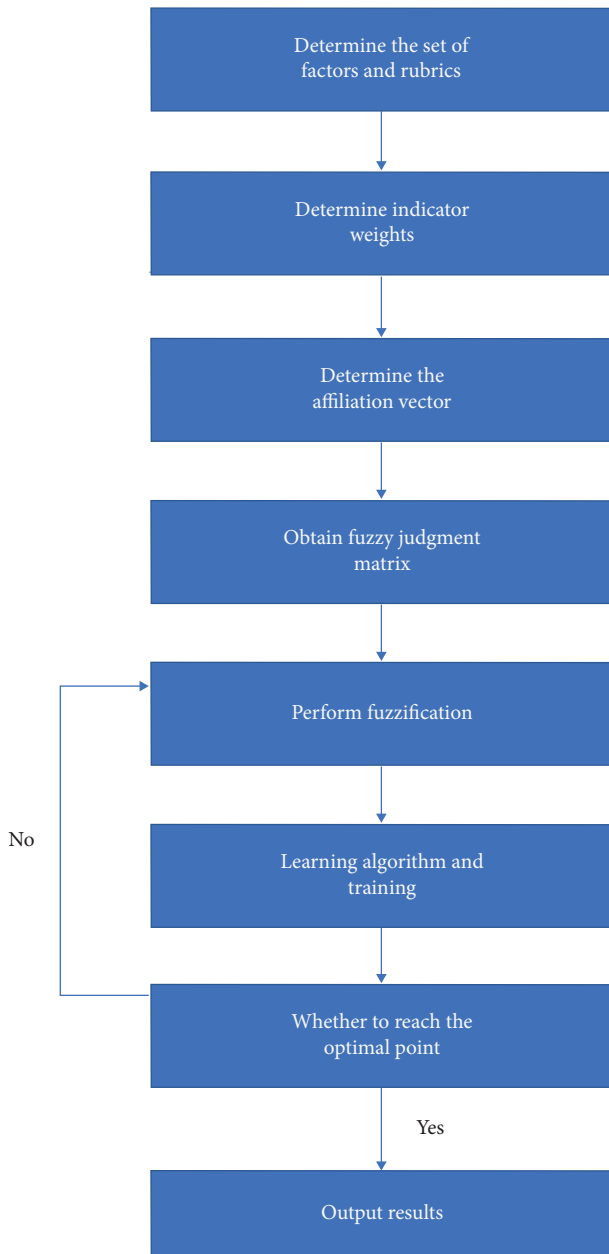 Determine the set of
factors and rubrics
Determine indicator
weights
Determine the
affiliation vector
Obtain fuzzy judgment
matrix
Perform fuzzification
No
Learning algorithm and
training
Whether to reach the
optimal point
Yes
Output results